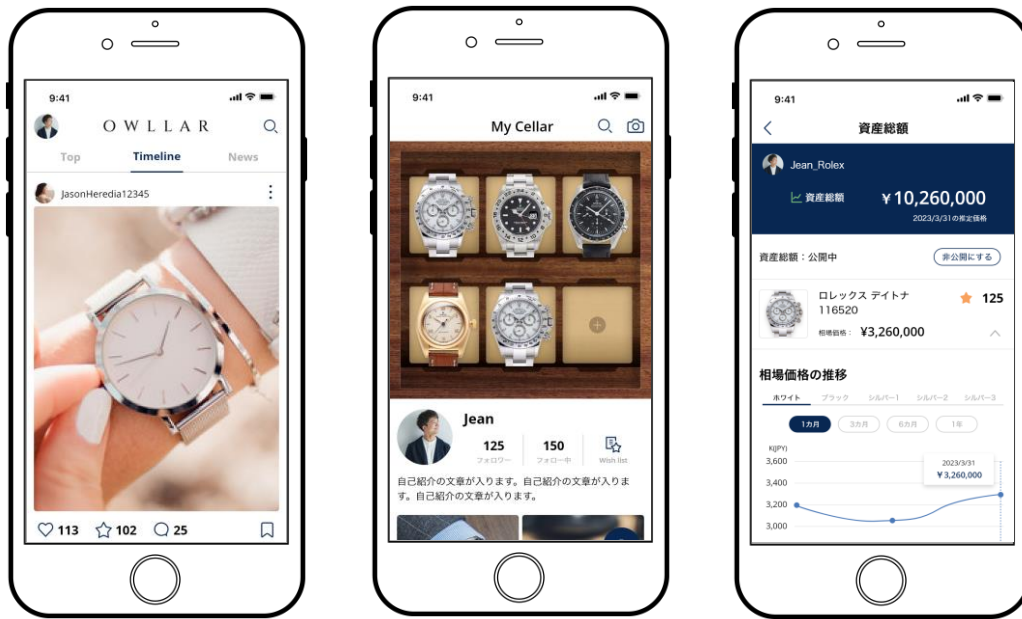 9:41
OWLLAR
Top Timeline News
JasonHeredia12345
113 102 25
9:41
My Cellar
Jean
125 150
フォロワー フォロー中 Wish list
自己紹介の文章が入ります。自己紹介の文章が入りま
す。自己紹介の文章が入ります。
9:41
資産総額
Jean_Rolex
資産総額 ¥10,260,000
2023/3/31の推定価格
資産総額：公開中 非公開にする
ロレックス デイトナ 125
116520
相場価格： ¥3,260,000
相場価格の推移
ホワイト ブラック シルバー1 シルバー2 シルバー3
1カ月 3カ月 6カ月 1年
K(JPY)
3,600
2023/3/31
¥3,260,000
3,400
3,200
3,000